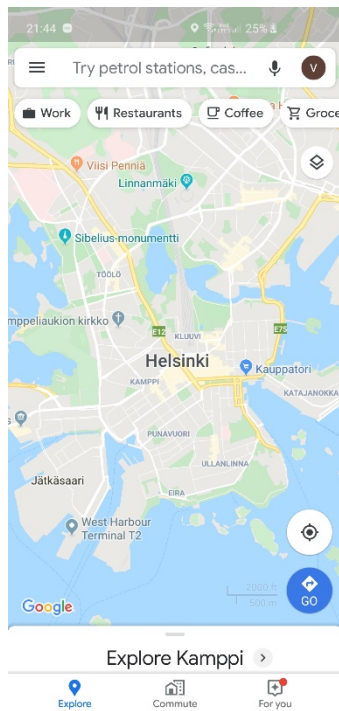 21:44
25%
Try petrol stations, cas...
V
Work
Restaurants
Coffee
Groce
Viisi Penniä
Linnanmäki
Sibelius-monumentti
TÖÖLÖ
mppeliaukion kirkko
E12
KLUUVI
E75
Helsinki
Kauppatori
KAMPPI
KATAJANOKKA
PUNAVUORI
ULLANLINNA
Jätkäsaari
EIRA
West Harbour
Terminal T2
2000 ft
500 m
GO
Google
Explore Kamppi
Explore
Commute
For you